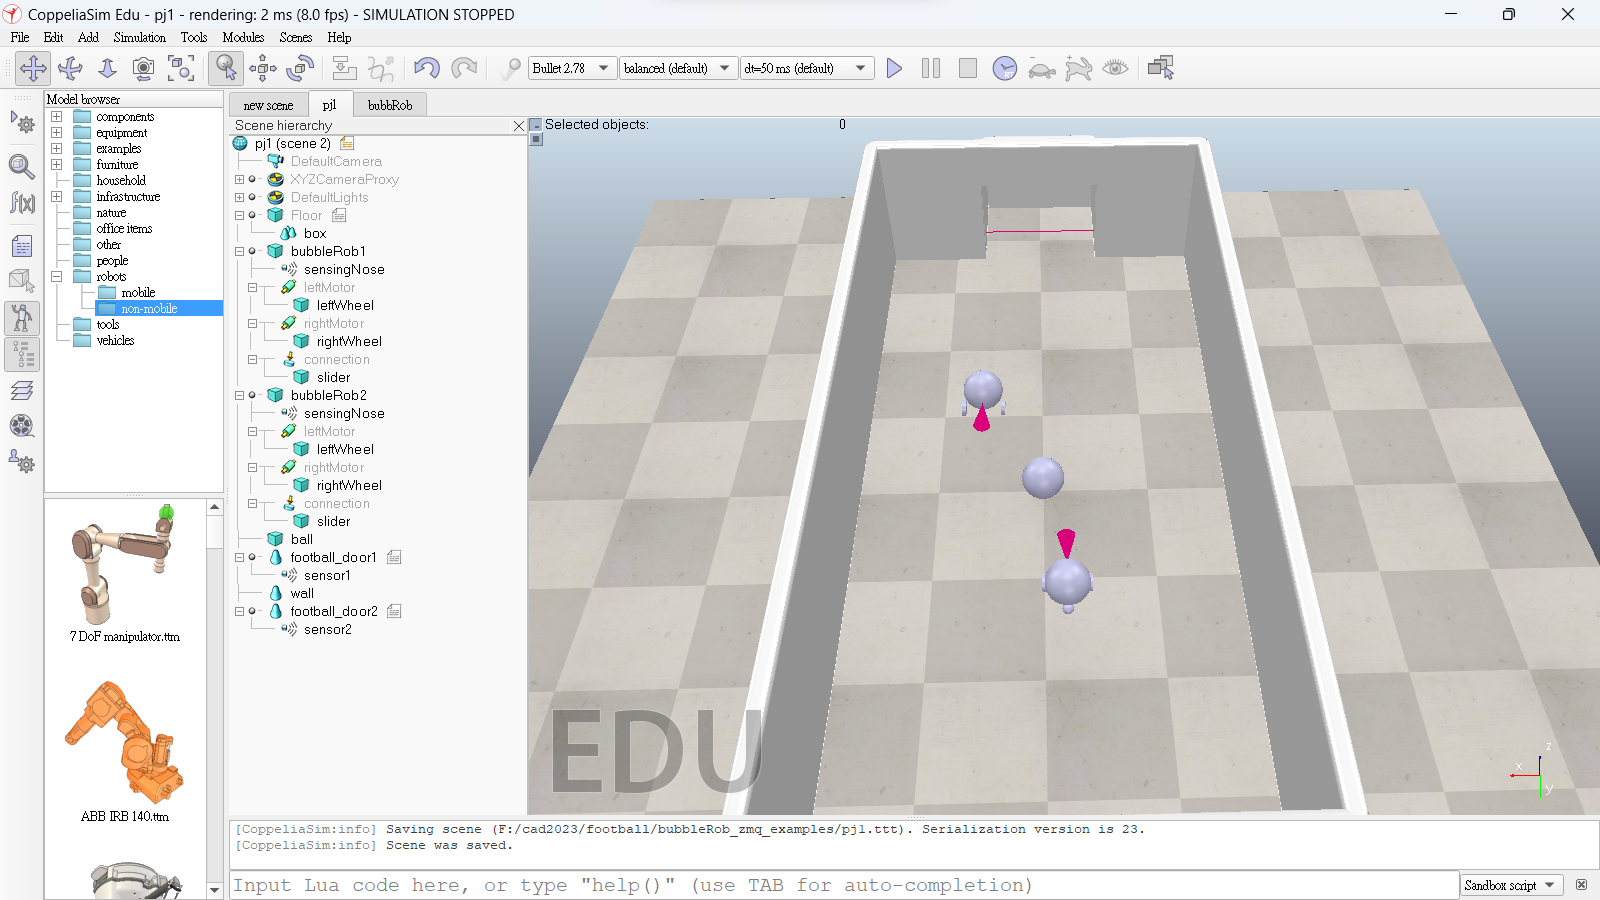 CoppeliaSim Edu - pj1 - rendering: 2 ms (8.0 fps) - SIMULATION STOPPED
File Edit Add Simulation Tools Modules Scenes Help
Bullet 2.78 balanced (default) dt=50 ms (default)
Model browser
components
equipment
examples
furniture
household
infrastructure
nature
office items
other
people
robots
mobile
non-mobile
tools
vehicles
7 DoF manipulator.ttm
ABB IRB 140.ttm
new scene pj1 bubbRob
Scene hierarchy
pj1 (scene 2)
DefaultCamera
XYZCameraProxy
DefaultLights
Floor
box
bubbleRob1
sensingNose
leftMotor
leftWheel
rightMotor
rightWheel
connection
slider
bubbleRob2
sensingNose
leftMotor
leftWheel
rightMotor
rightWheel
connection
slider
ball
football_door1
sensor1
wall
football_door2
sensor2
Selected objects: 0
EDU
z
x
y
[CoppeliaSim:info] Saving scene (F:/cad2023/football/bubbleRob_zmq_examples/pj1.ttt). Serialization version is 23.
[CoppeliaSim:info] Scene was saved.
Input Lua code here, or type "help()" (use TAB for auto-completion)
Sandbox script